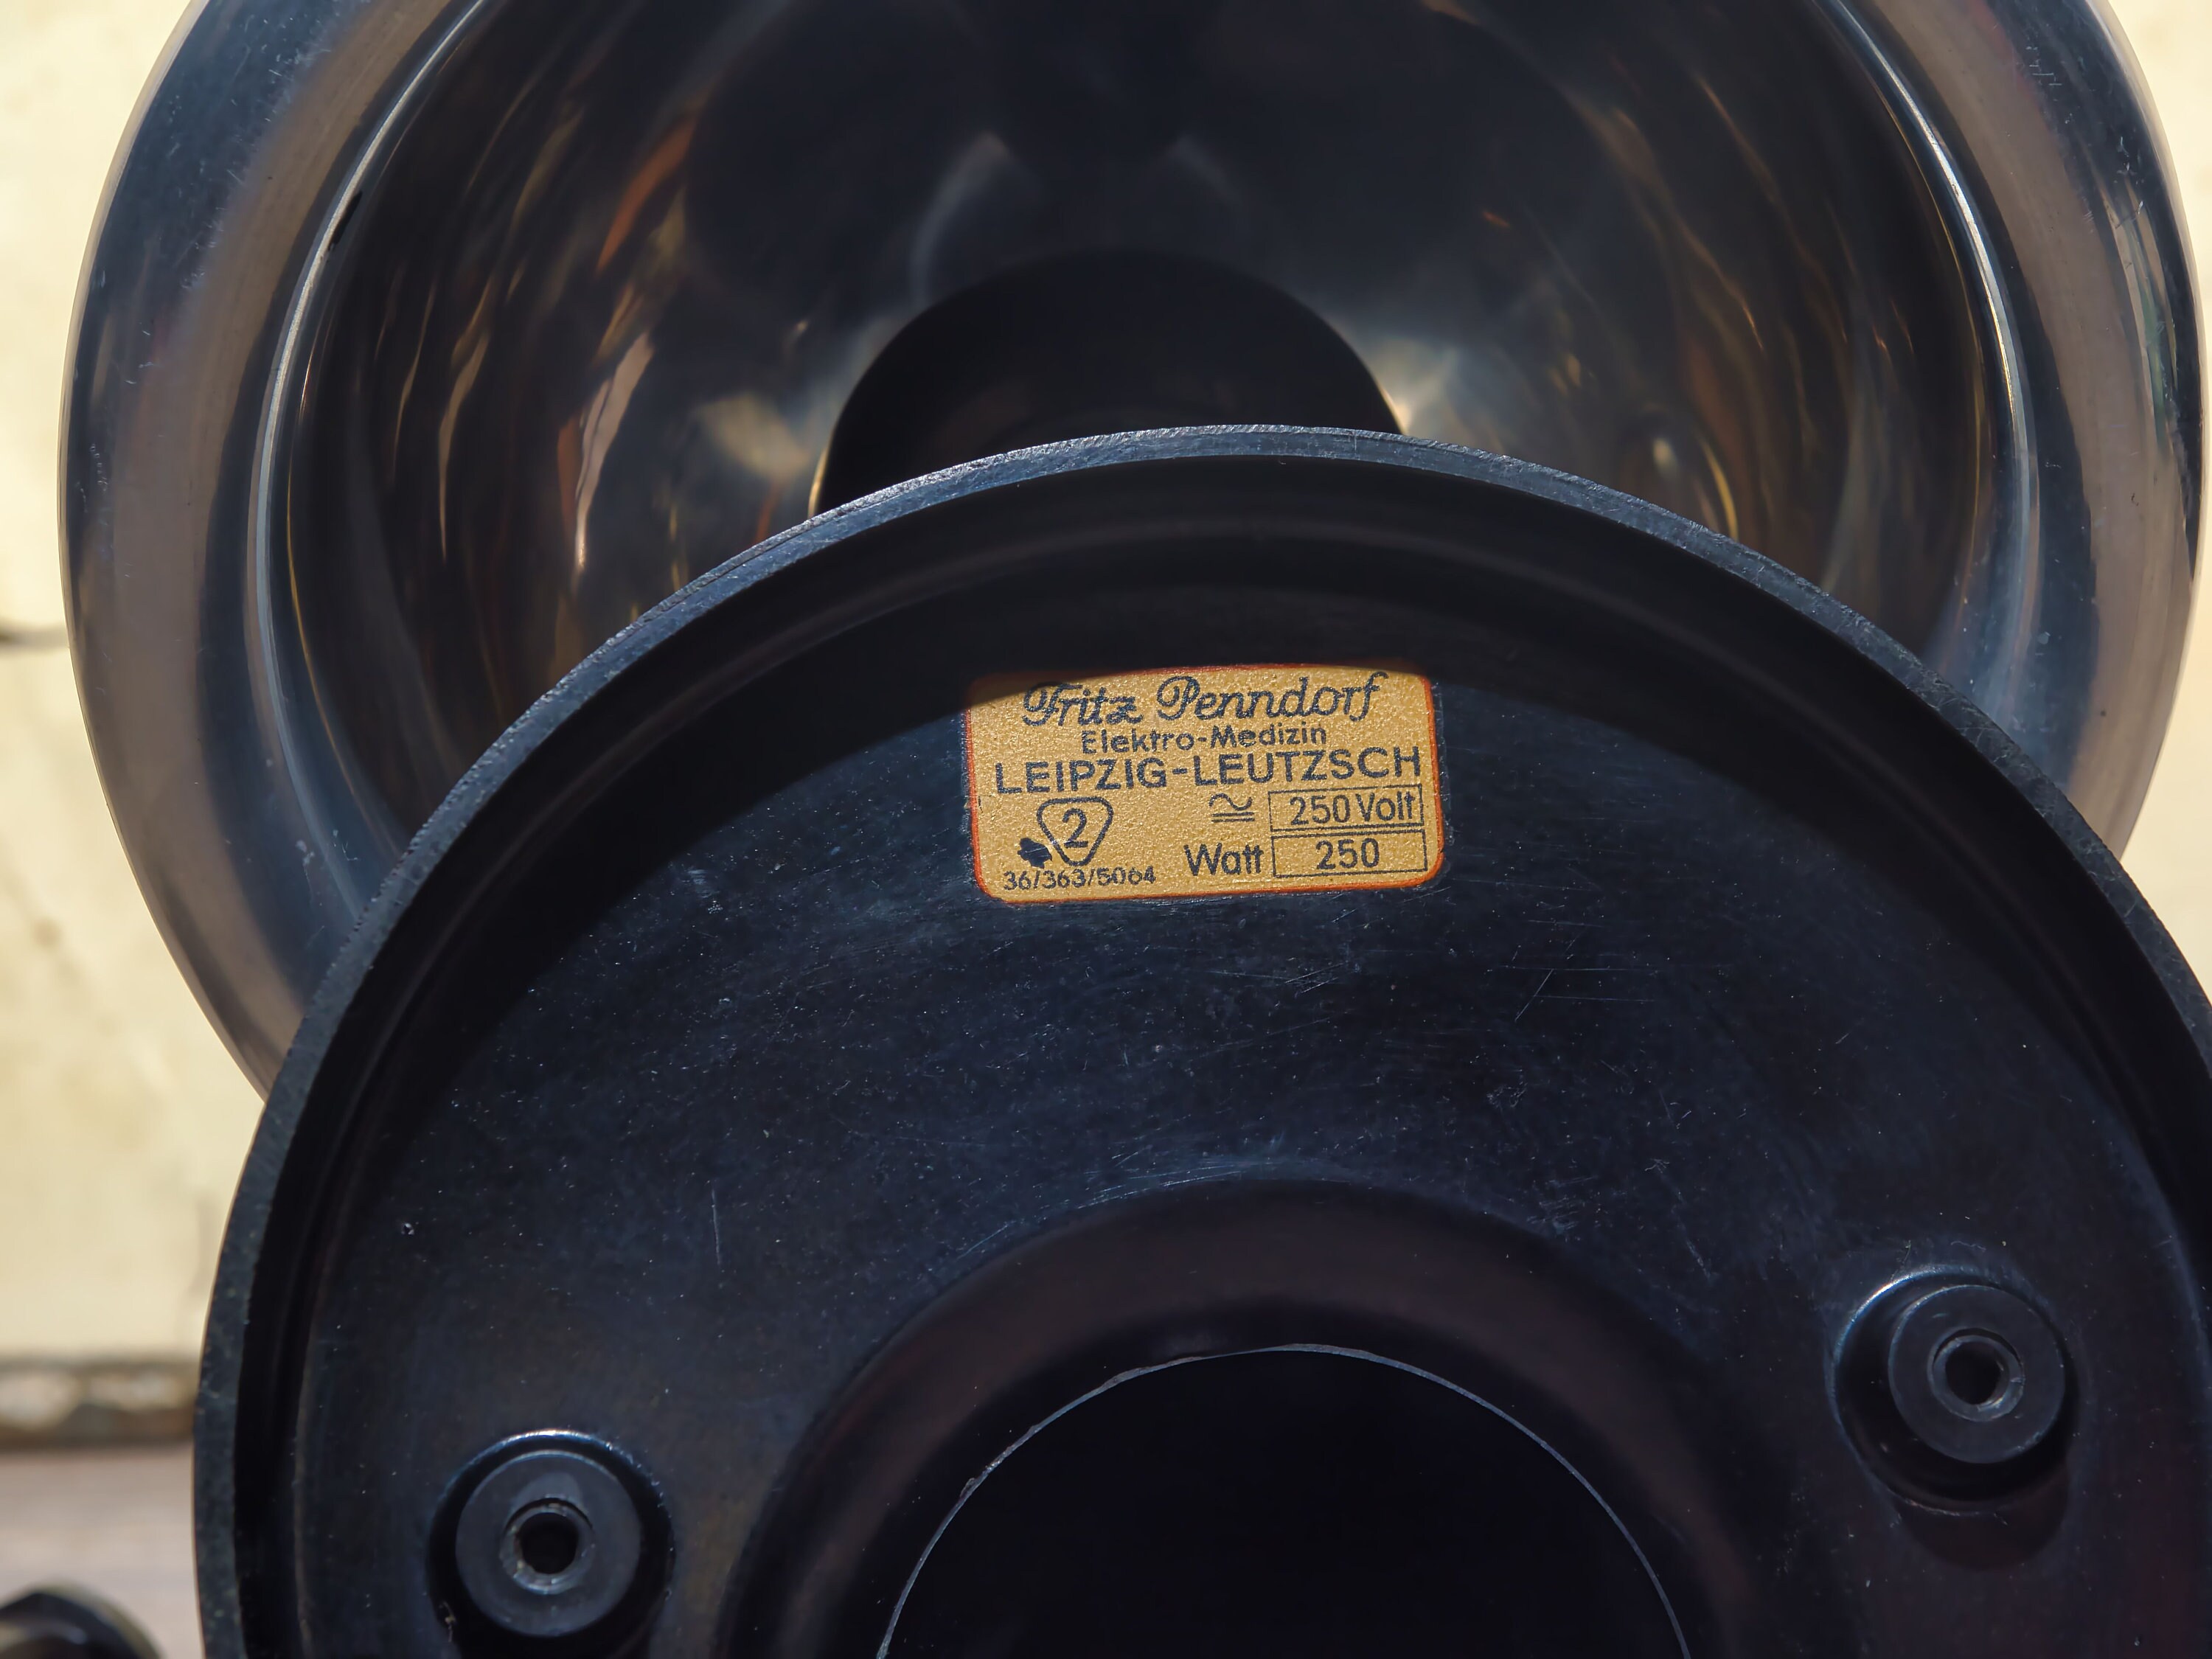 Fritz Penndorf
Elektro-Medizin
LEIPZIG-LEUTZSCH
2 ≅ 250 Volt
Watt 250
36/363/5064